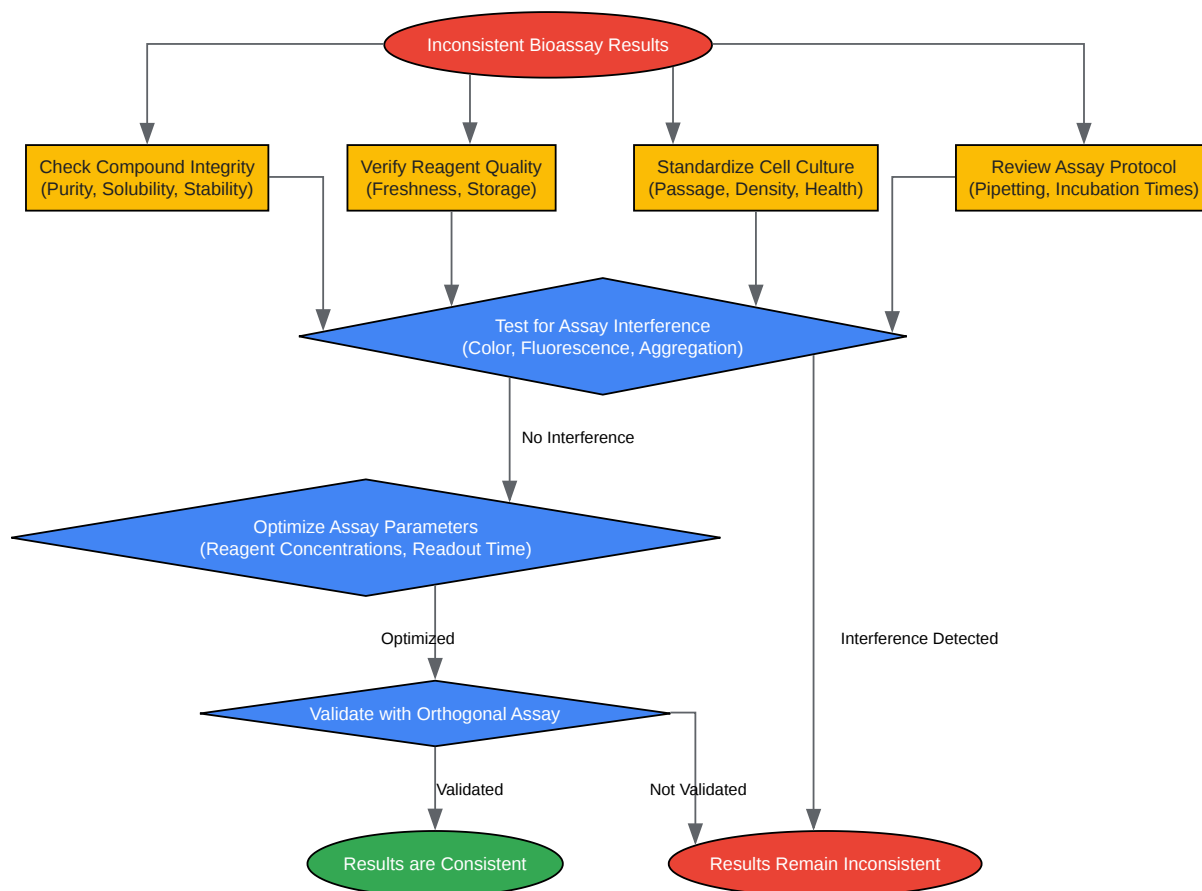 Inconsistent Bioassay Results
Check Compound Integrity
(Purity, Solubility, Stability)
Verify Reagent Quality
(Freshness, Storage)
Standardize Cell Culture
(Passage, Density, Health)
Review Assay Protocol
(Pipetting, Incubation Times)
Test for Assay Interference
(Color, Fluorescence, Aggregation)
No Interference
Optimize Assay Parameters
(Reagent Concentrations, Readout Time)
Optimized
Interference Detected
Validate with Orthogonal Assay
Validated
Not Validated
Results are Consistent
Results Remain Inconsistent